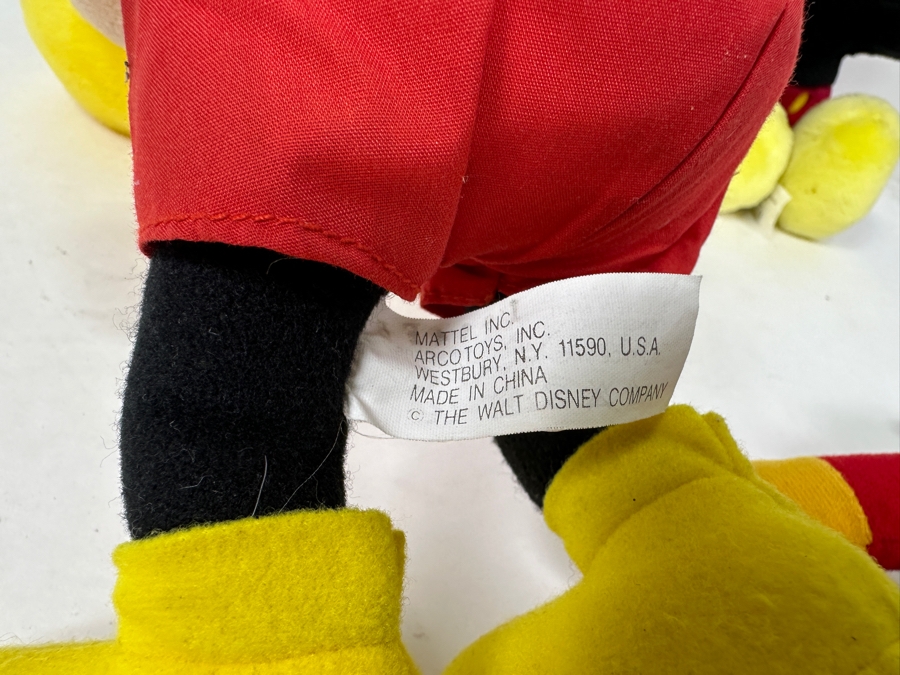 MATTEL INC.
ARCOTOYS, INC.
WESTBURY, N.Y. 11590, U.S.A.
MADE IN CHINA
© THE WALT DISNEY COMPANY